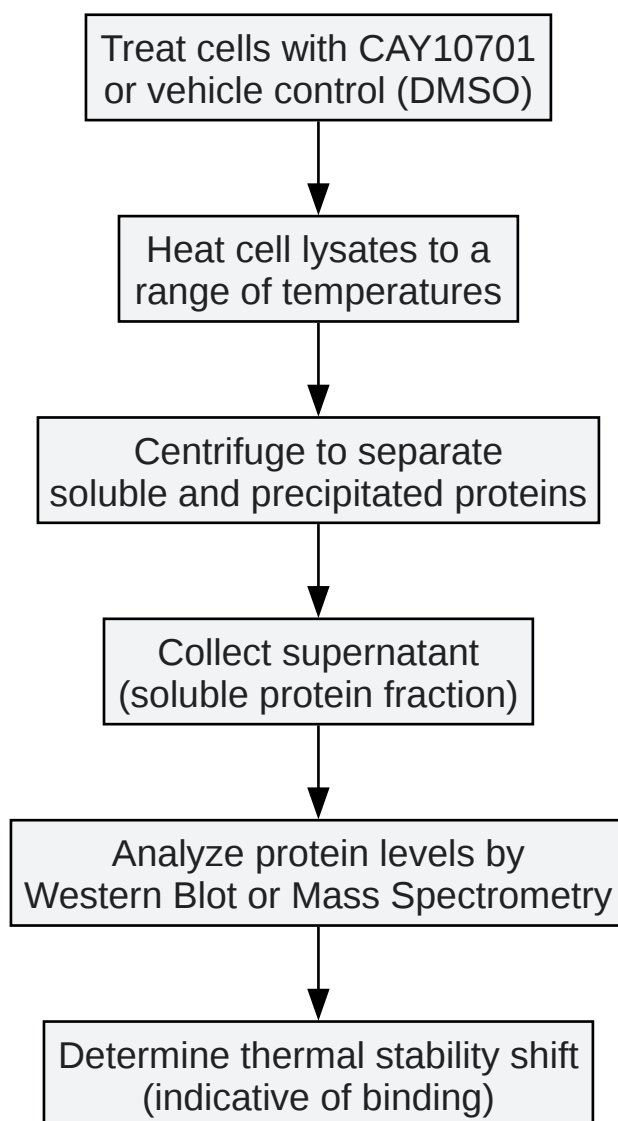 Treat cells with CAY10701
or vehicle control (DMSO)
Heat cell lysates to a
range of temperatures
Centrifuge to separate
soluble and precipitated proteins
Collect supernatant
(soluble protein fraction)
Analyze protein levels by
Western Blot or Mass Spectrometry
Determine thermal stability shift
(indicative of binding)